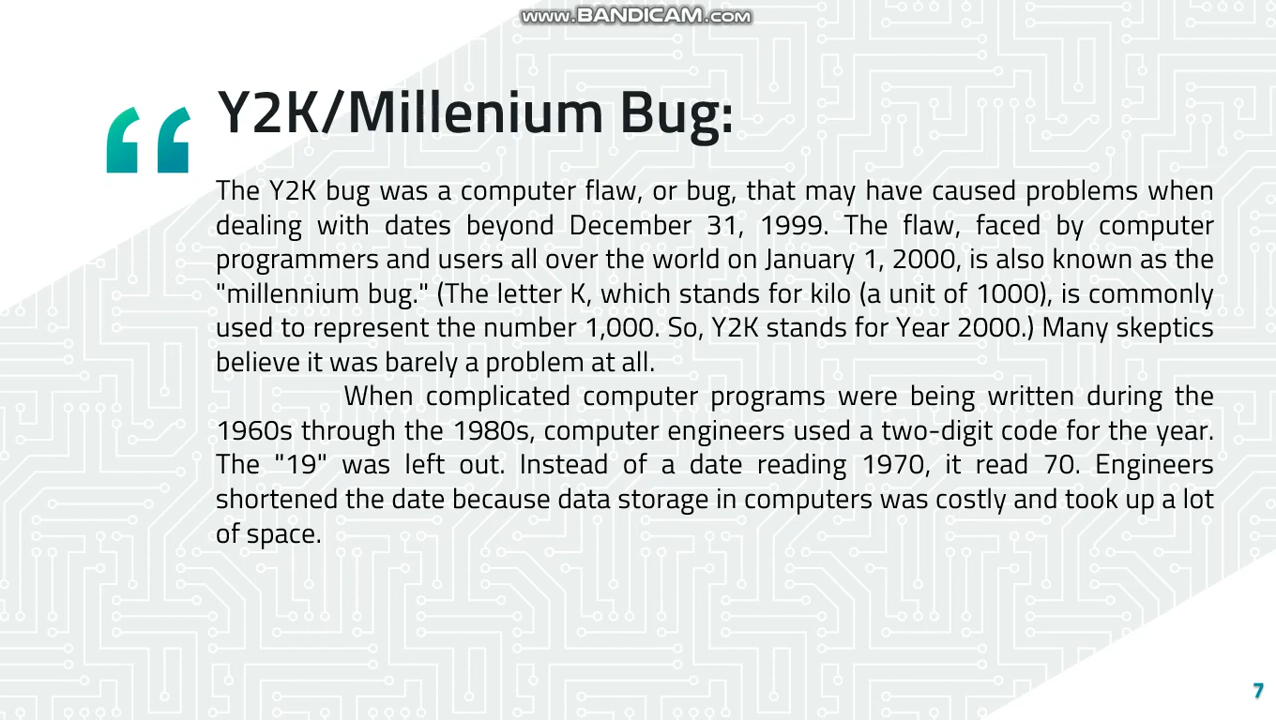 www.BANDICAM.com
Y2K/Millenium Bug:
The Y2K bug was a computer flaw, or bug, that may have caused problems when
dealing with dates beyond December 31, 1999. The flaw, faced by computer
programmers and users all over the world on January 1, 2000, is also known as the
"millennium bug." (The letter K, which stands for kilo (a unit of 1000), is commonly
used to represent the number 1,000. So, Y2K stands for Year 2000.) Many skeptics
believe it was barely a problem at all.
When complicated computer programs were being written during the
1960s through the 1980s, computer engineers used a two-digit code for the year.
The "19" was left out. Instead of a date reading 1970, it read 70. Engineers
shortened the date because data storage in computers was costly and took up a lot
of space.
7